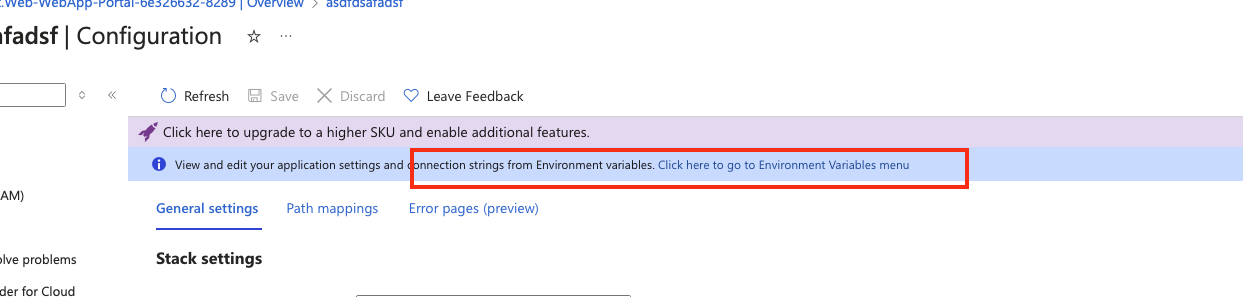 .Web-WebApp-Portal-6e326632-8289 | Overview > asdfdsafadsf
fadsf | Configuration
Refresh Save Discard Leave Feedback
Click here to upgrade to a higher SKU and enable additional features.
View and edit your application settings and connection strings from Environment variables. Click here to go to Environment Variables menu
AM)
General settings Path mappings Error pages (preview)
olve problems
Stack settings
der for Cloud